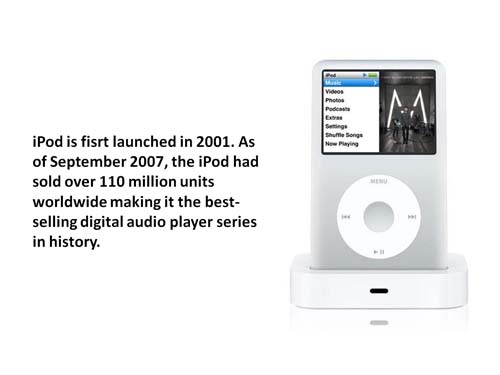 iPod is fisrt launched in 2001. As
of September 2007, the iPod had
sold over 110 million units
worldwide making it the best-
selling digital audio player series
in history.
iPod
Music
Videos
Photos
Podcasts
Extras
Settings
Shuffle Songs
Now Playing
M
MENU